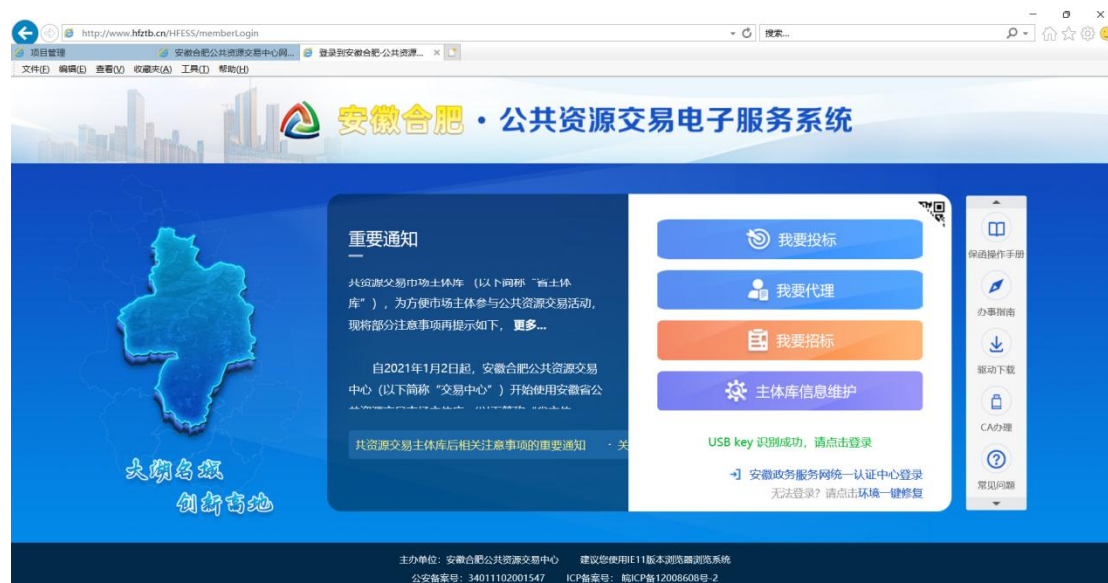 http://www.hfztb.cn/HFESS/memberLogin
搜索...
项目管理
安徽合肥公共资源交易中心网...
登录到安徽合肥·公共资源...
文件(F) 编辑(E) 查看(V) 收藏夹(A) 工具(T) 帮助(H)
安徽合肥·公共资源交易电子服务系统
大湖名城
创新高地
重要通知
共资源交易市场主体库(以下简称“省主体
库”),为方便市场主体参与公共资源交易活动,
现将部分注意事项再提示如下, 更多...
自2021年1月2日起,安徽合肥公共资源交易
中心(以下简称“交易中心”)开始使用安徽省公
共资源交易主体库后相关注意事项的重要通知 ·关
我要投标
我要代理
我要招标
主体库信息维护
USB key 识别成功,请点击登录
安徽政务服务网统一认证中心登录
无法登录?请点击环境一键修复
保函操作手册
办事指南
驱动下载
CA办理
常见问题
主办单位:安徽合肥公共资源交易中心 建议您使用IE11版本浏览器浏览系统
公安备案号:34011102001547 ICP备案号:皖ICP备12008608号-2